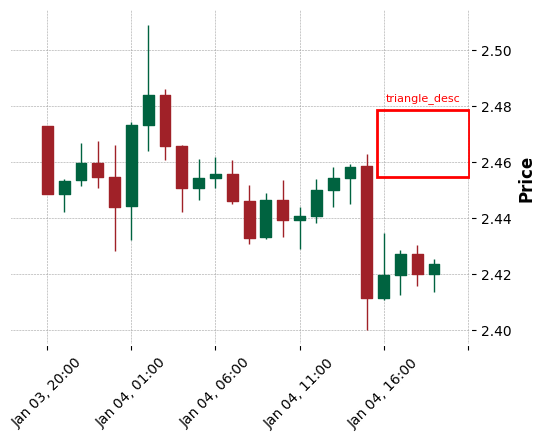 2.50
triangle_desc
2.48
2.46
Price
2.44
2.42
2.40
Jan 03, 20:00
Jan 04, 01:00
Jan 04, 06:00
Jan 04, 11:00
Jan 04, 16:00